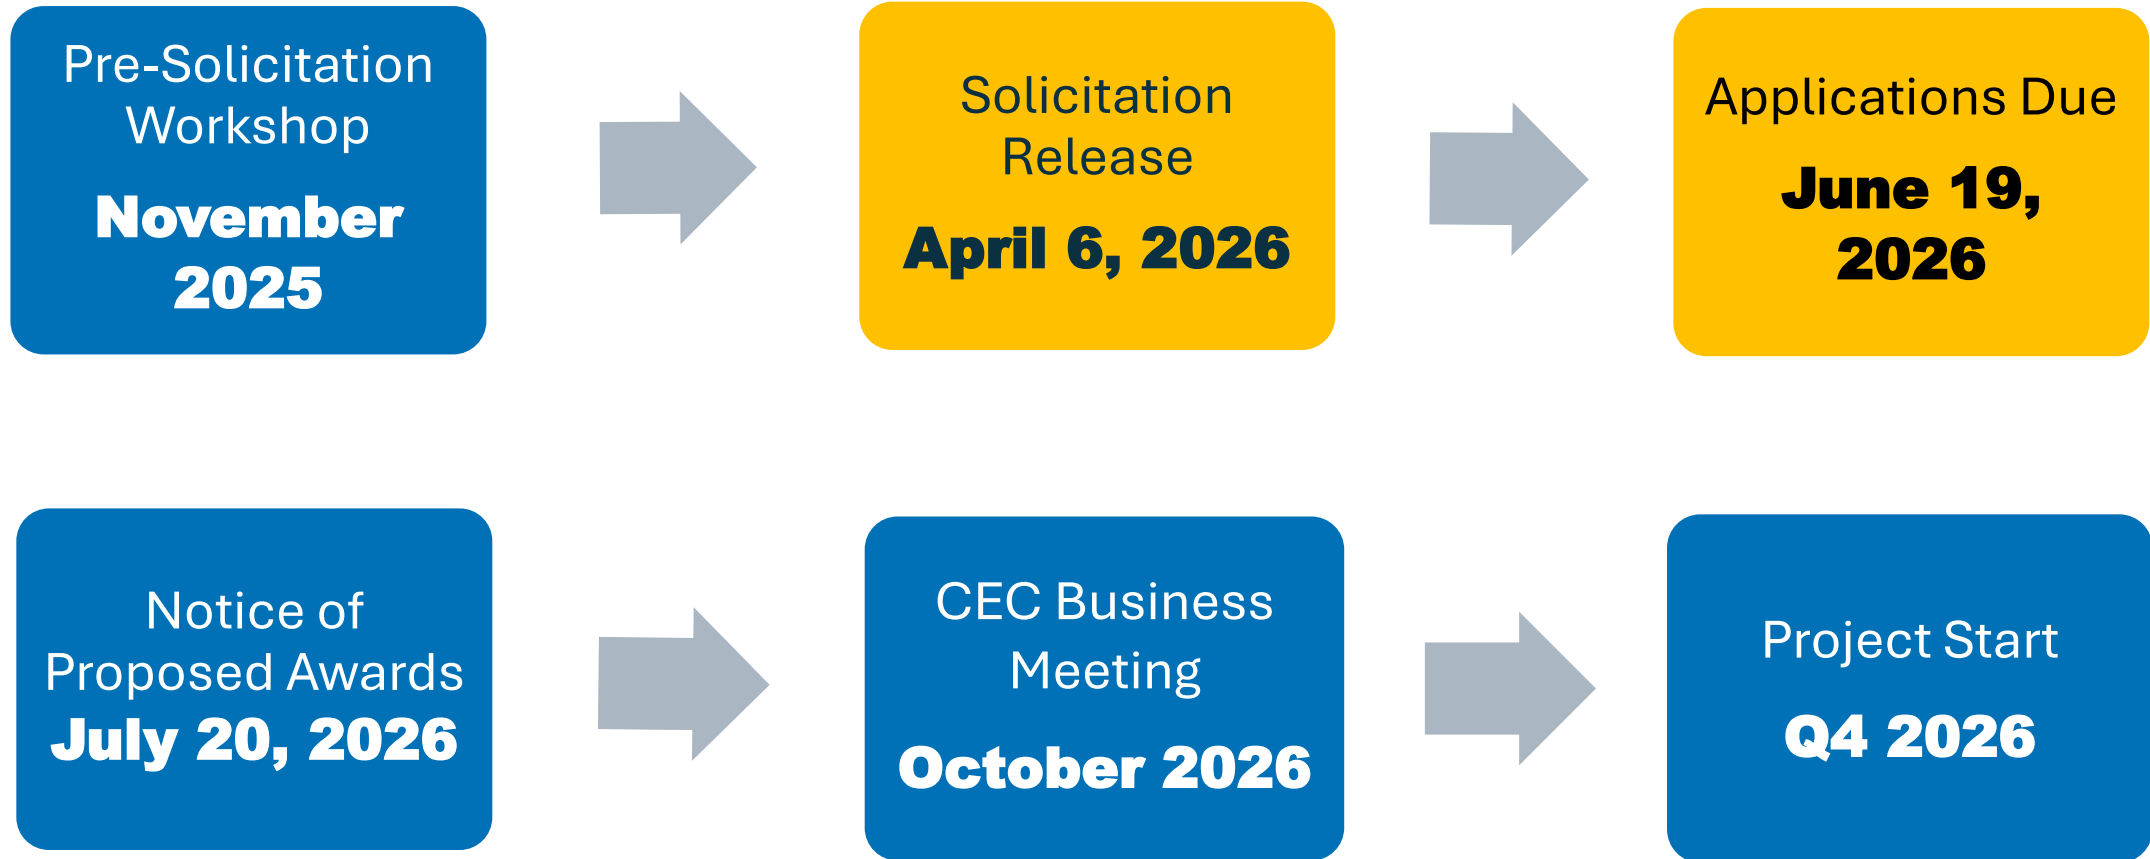 Pre-Solicitation
Workshop
November
2025
Solicitation
Release
April 6, 2026
Applications Due
June 19,
2026
Notice of
Proposed Awards
July 20, 2026
CEC Business
Meeting
October 2026
Project Start
Q4 2026